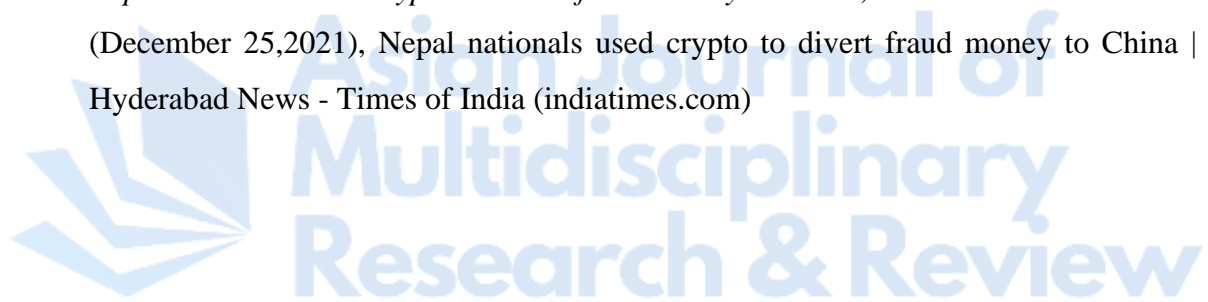 (December 25,2021), Nepal nationals used crypto to divert fraud money to China |
Hyderabad News - Times of India (indiatimes.com)
Asian Journal of
Multidisciplinary
Research & Review